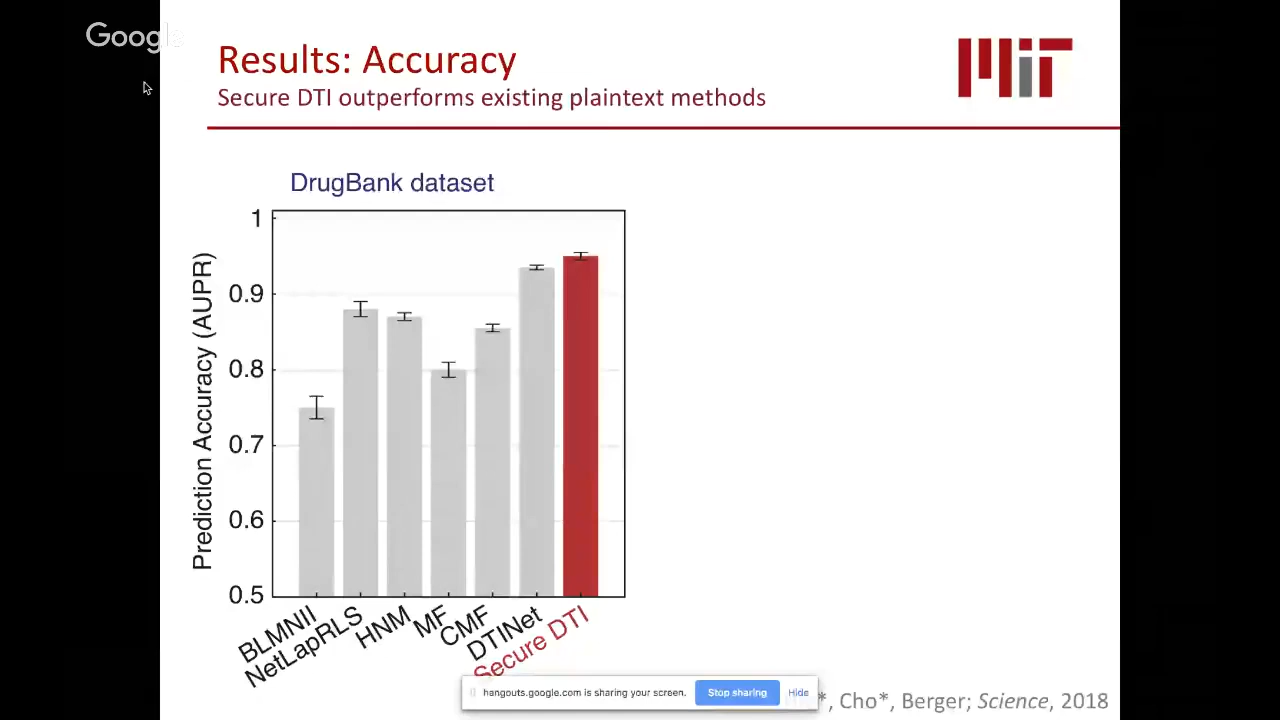 Google
Results: Accuracy
Secure DTI outperforms existing plaintext methods
MIT
DrugBank dataset
Prediction Accuracy (AUPR)
1
0.9
0.8
0.7
0.6
0.5
BLMNII
NetLapRLS
HNM
MF
CMF
DTINet
Secure DTI
hangouts.google.com is sharing your screen.
Stop sharing
Hide
*, Cho*, Berger; Science, 2018